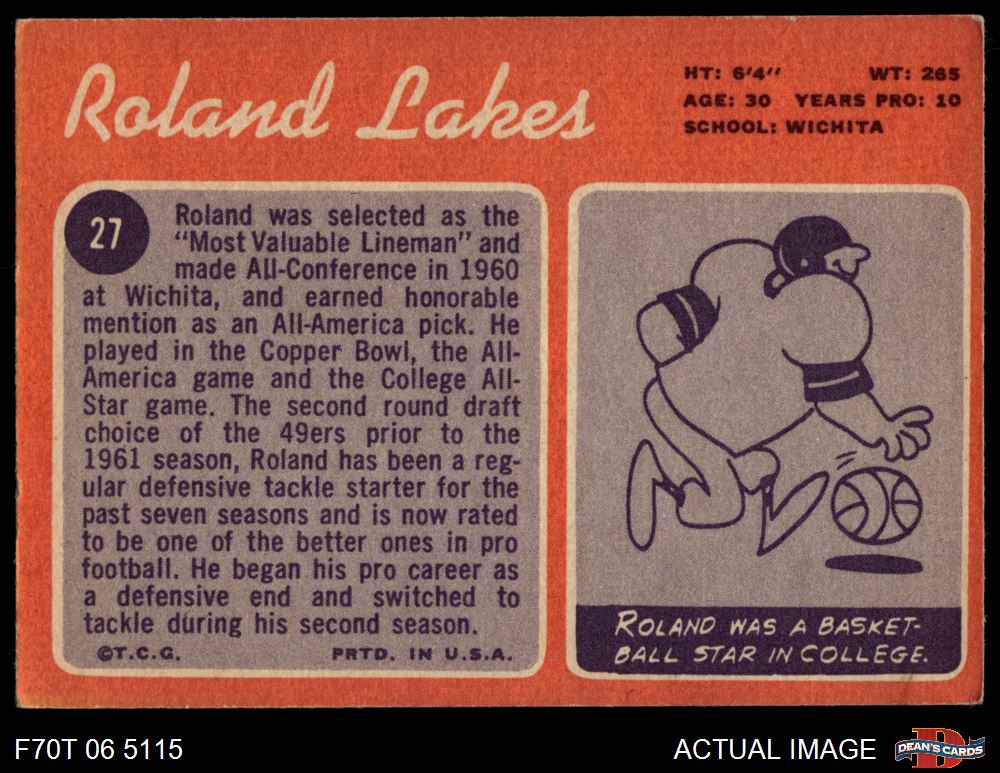 Roland Lakes
HT: 6'4'' WT: 265
AGE: 30 YEARS PRO: 10
SCHOOL: WICHITA
27
Roland was selected as the
"Most Valuable Lineman" and
made All-Conference in 1960
at Wichita, and earned honorable
mention as an All-America pick. He
played in the Copper Bowl, the All-
America game and the College All-
Star game. The second round draft
choice of the 49ers prior to the
1961 season, Roland has been a reg-
ular defensive tackle starter for the
past seven seasons and is now rated
to be one of the better ones in pro
football. He began his pro career as
a defensive end and switched to
tackle during his second season.
©T.C.G. PRTD. IN U.S.A.
ROLAND WAS A BASKET-
BALL STAR IN COLLEGE.
F70T 06 5115
ACTUAL IMAGE
D
DEAN'S CARDS